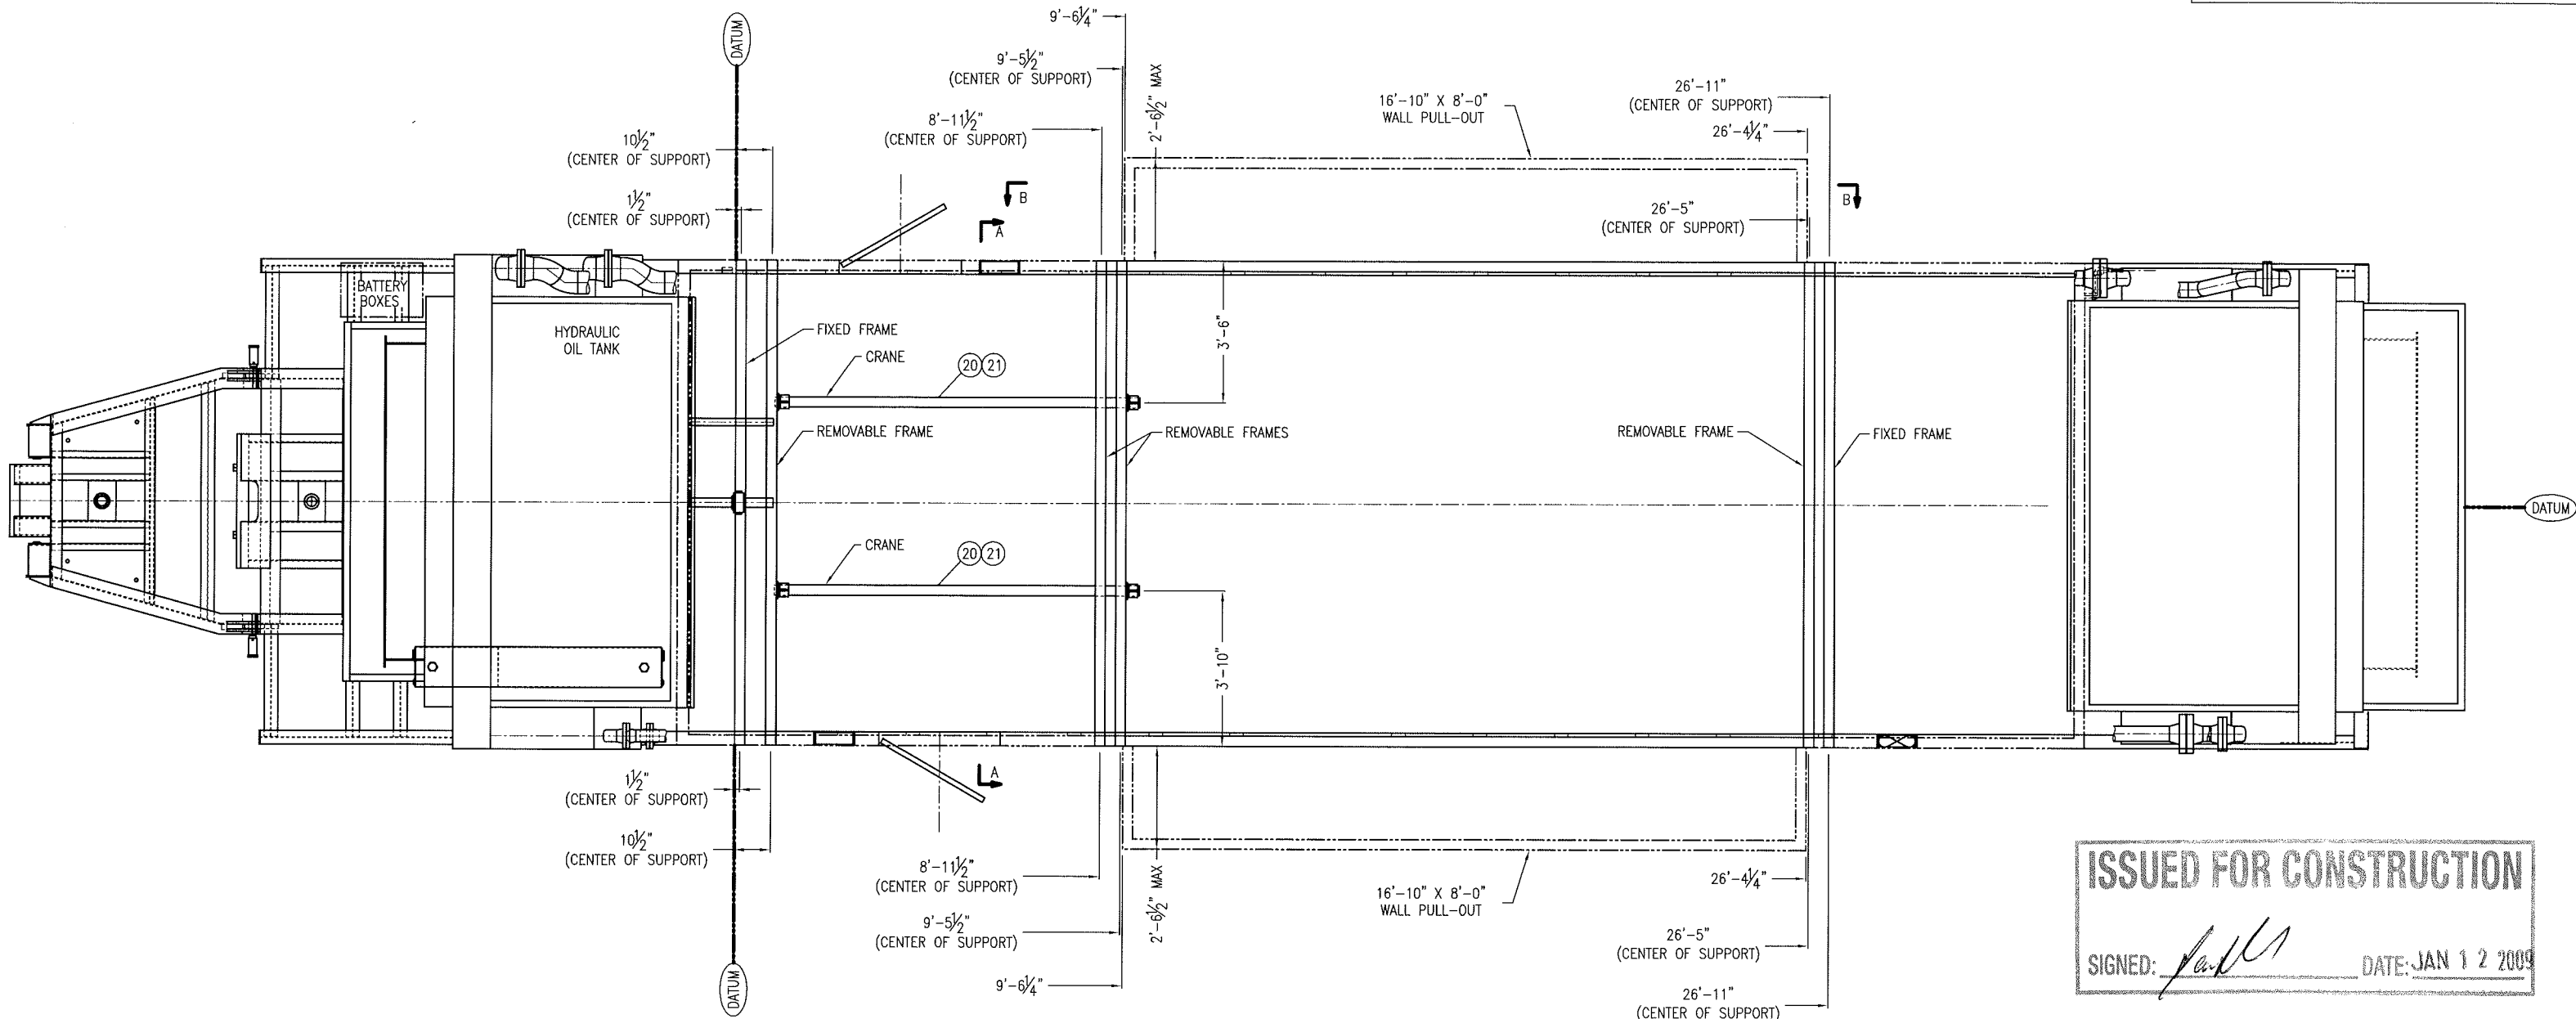 9'-6¼"
9'-5½"
(CENTER OF SUPPORT)
8'-11½"
(CENTER OF SUPPORT)
2'-6½" MAX
16'-10" X 8'-0"
WALL PULL-OUT
26'-11"
(CENTER OF SUPPORT)
26'-4¼"
26'-5"
(CENTER OF SUPPORT)
DATUM
10½"
(CENTER OF SUPPORT)
1½"
(CENTER OF SUPPORT)
B
A
B
BATTERY
BOXES
HYDRAULIC
OIL TANK
FIXED FRAME
CRANE
20 21
3'-6"
REMOVABLE FRAME
REMOVABLE FRAMES
REMOVABLE FRAME
FIXED FRAME
DATUM
CRANE
20 21
3'-10"
A
1½"
(CENTER OF SUPPORT)
10½"
(CENTER OF SUPPORT)
DATUM
8'-11½"
(CENTER OF SUPPORT)
9'-5½"
(CENTER OF SUPPORT)
9'-6¼"
2'-6½" MAX
16'-10" X 8'-0"
WALL PULL-OUT
26'-4¼"
26'-5"
(CENTER OF SUPPORT)
26'-11"
(CENTER OF SUPPORT)
ISSUED FOR CONSTRUCTION
SIGNED: DATE: JAN 12 2009